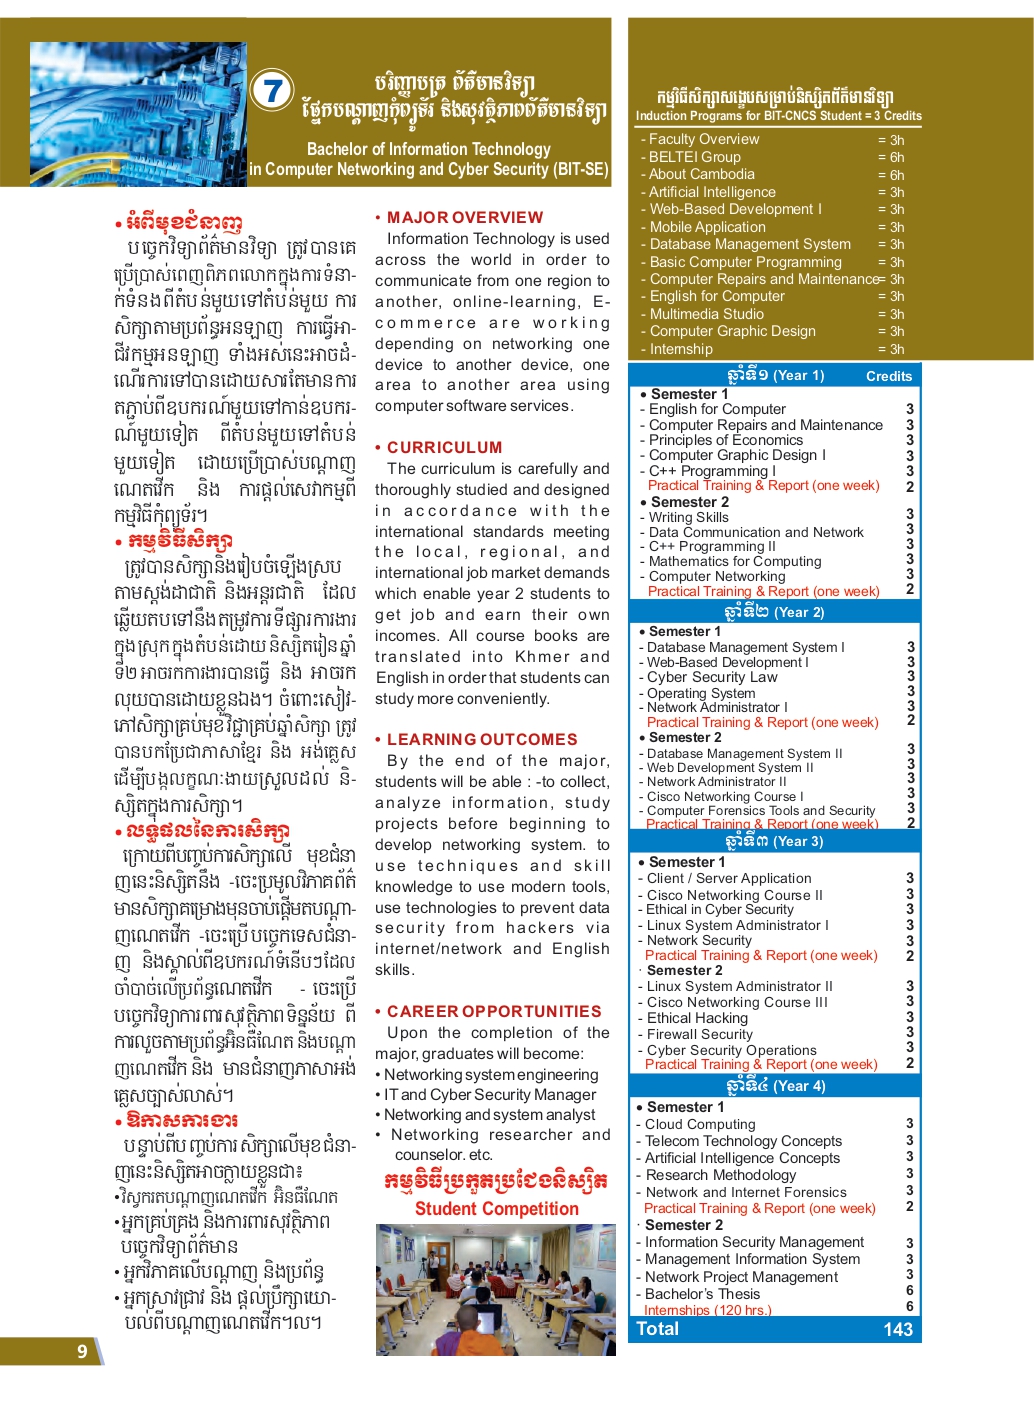 7
បរិញ្ញាបត្រ ព័ត៌មានវិទ្យា
ផ្នែកបណ្តាញកុំព្យូទ័រ និងសុវត្ថិភាពព័ត៌មានវិទ្យា
Bachelor of Information Technology
in Computer Networking and Cyber Security (BIT-SE)
• អំពីមុខជំនាញ
បច្ចេកវិទ្យាព័ត៌មានវិទ្យា ត្រូវបានគេ
ប្រើប្រាស់ពេញពិភពលោកក្នុងការទំនា-
ក់ទំនងពីតំបន់មួយទៅតំបន់មួយ ការ
សិក្សាតាមប្រព័ន្ធអនឡាញ ការធ្វើអា-
ជីវកម្មអនឡាញ ទាំងអស់នេះអាចដំ-
ណើរការទៅបានដោយសារតែមានការ
តភ្ជាប់ពីឧបករណ៍មួយទៅកាន់ឧបករ-
ណ៍មួយទៀត ពីតំបន់មួយទៅតំបន់
មួយទៀត ដោយប្រើប្រាស់បណ្តាញ
ណេតវើក និង ការផ្តល់សេវាកម្មពី
កម្មវិធីកុំព្យូទ័រ។
• កម្មវិធីសិក្សា
ត្រូវបានសិក្សានិងរៀបចំឡើងស្រប
តាមស្តង់ដាជាតិ និងអន្តរជាតិ ដែល
ឆ្លើយតបទៅនឹងតម្រូវការទីផ្សារការងារ
ក្នុងស្រុក ក្នុងតំបន់ដោយនិស្សិតរៀនឆ្នាំ
ទី២ អាចរកការងារបានធ្វើ និង អាចរក
លុយបានដោយខ្លួនឯង។ ចំពោះសៀវ-
ភៅសិក្សាគ្រប់មុខវិជ្ជាគ្រប់ឆ្នាំសិក្សា ត្រូវ
បានបកប្រែជាភាសាខ្មែរ និង អង់គ្លេស
ដើម្បីបង្កលក្ខណៈងាយស្រួលដល់ និ-
ស្សិតក្នុងការសិក្សា។
• លទ្ធផលនៃការសិក្សា
ក្រោយពីបញ្ចប់ការសិក្សាលើ មុខជំនា
ញនេះនិស្សិតនឹង -ចេះប្រមូលវិភាគព័ត៌
មានសិក្សាគម្រោងមុនចាប់ផ្តើមតបណ្តា-
ញណេតវើក -ចេះប្រើបច្ចេកទេសជំនា-
ញ និងស្គាល់ពីឧបករណ៍ទំនើបៗដែល
ចាំបាច់លើប្រព័ន្ធណេតវើក - ចេះប្រើ
បច្ចេកវិទ្យាការពារសុវត្ថិភាពទិន្នន័យ ពី
ការលួចតាមប្រព័ន្ធអ៊ិនធឺណែត និងបណ្តា
ញណេតវើក និង មានជំនាញភាសាអង់
គ្លេសច្បាស់លាស់។
• ឱកាសការងារ
បន្ទាប់ពីបញ្ចប់ការសិក្សាលើមុខជំនា-
ញនេះនិស្សិតអាចក្លាយខ្លួនជា៖
•វិស្វករតបណ្តាញណេតវើក អ៊ិនធឺណែត
•អ្នកគ្រប់គ្រង និងការពារសុវត្ថិភាព
បច្ចេកវិទ្យាព័ត៌មាន
•អ្នកវិភាគលើបណ្តាញ និងប្រព័ន្ធ
•អ្នកស្រាវជ្រាវ និង ផ្តល់ប្រឹក្សាយោ-
បល់ពីបណ្តាញណេតវើក។ល។
9
• MAJOR OVERVIEW
Information Technology is used
across the world in order to
communicate from one region to
another, online-learning, E-
commerce are working
depending on networking one
device to another device, one
area to another area using
computer software services.
• CURRICULUM
The curriculum is carefully and
thoroughly studied and designed
in accordance with the
international standards meeting
the local, regional, and
international job market demands
which enable year 2 students to
get job and earn their own
incomes. All course books are
translated into Khmer and
English in order that students can
study more conveniently.
• LEARNING OUTCOMES
By the end of the major,
students will be able : -to collect,
analyze information, study
projects before beginning to
develop networking system. to
use techniques and skill
knowledge to use modern tools,
use technologies to prevent data
security from hackers via
internet/network and English
skills.
• CAREER OPPORTUNITIES
Upon the completion of the
major, graduates will become:
• Networking system engineering
• IT and Cyber Security Manager
• Networking and system analyst
• Networking researcher and
counselor. etc.
កម្មវិធីប្រកួតប្រជែងនិស្សិត
Student Competition
កម្មវិធីសិក្សាសង្ខេបសម្រាប់និស្សិតព័ត៌មានវិទ្យា
Induction Programs for BIT-CNCS Student = 3 Credits
- Faculty Overview = 3h
- BELTEI Group = 6h
- About Cambodia = 6h
- Artificial Intelligence = 3h
- Web-Based Development I = 3h
- Mobile Application = 3h
- Database Management System = 3h
- Basic Computer Programming = 3h
- Computer Repairs and Maintenance= 3h
- English for Computer = 3h
- Multimedia Studio = 3h
- Computer Graphic Design = 3h
- Internship = 3h
ឆ្នាំទី១ (Year 1) Credits
• Semester 1
- English for Computer 3
- Computer Repairs and Maintenance 3
- Principles of Economics 3
- Computer Graphic Design I 3
- C++ Programming I 3
Practical Training & Report (one week) 2
• Semester 2
- Writing Skills 3
- Data Communication and Network 3
- C++ Programming II 3
- Mathematics for Computing 3
- Computer Networking 3
Practical Training & Report (one week) 2
ឆ្នាំទី២ (Year 2)
• Semester 1
- Database Management System I 3
- Web-Based Development I 3
- Cyber Security Law 3
- Operating System 3
- Network Administrator I 3
Practical Training & Report (one week) 2
• Semester 2
- Database Management System II 3
- Web Development System II 3
- Network Administrator II 3
- Cisco Networking Course I 3
- Computer Forensics Tools and Security 3
Practical Training & Report (one week) 2
ឆ្នាំទី៣ (Year 3)
• Semester 1
- Client / Server Application 3
- Cisco Networking Course II 3
- Ethical in Cyber Security 3
- Linux System Administrator I 3
- Network Security 3
Practical Training & Report (one week) 2
· Semester 2
- Linux System Administrator II 3
- Cisco Networking Course III 3
- Ethical Hacking 3
- Firewall Security 3
- Cyber Security Operations 3
Practical Training & Report (one week) 2
ឆ្នាំទី៤ (Year 4)
• Semester 1
- Cloud Computing 3
- Telecom Technology Concepts 3
- Artificial Intelligence Concepts 3
- Research Methodology 3
- Network and Internet Forensics 3
Practical Training & Report (one week) 2
· Semester 2
- Information Security Management 3
- Management Information System 3
- Network Project Management 3
- Bachelor's Thesis 6
Internships (120 hrs.) 6
Total 143